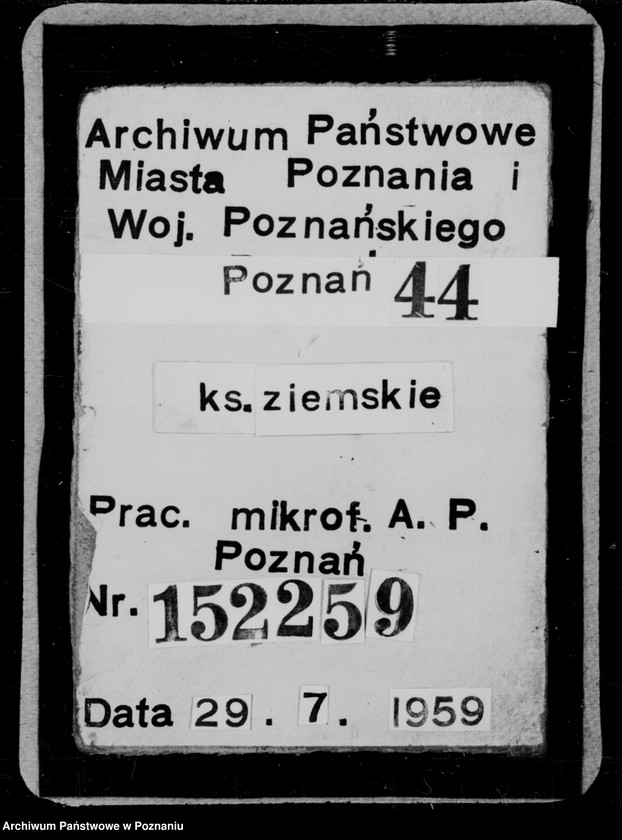 Archiwum Państwowe
Miasta Poznania i
Woj. Poznańskiego
Poznań 44
ks. ziemskie
Prac. mikrof. A. P.
Poznań
Nr. 152259
Data 29. 7. 1959
Archiwum Państwowe w Poznaniu